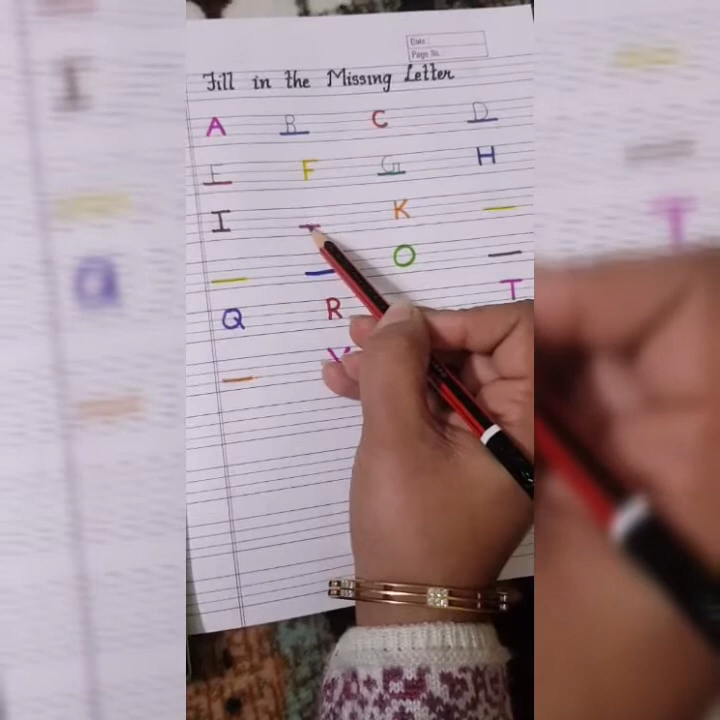 Date :
Page No.
Fill in the Missing Letter
A B C D
E F G H
I K
O
Q R T
V